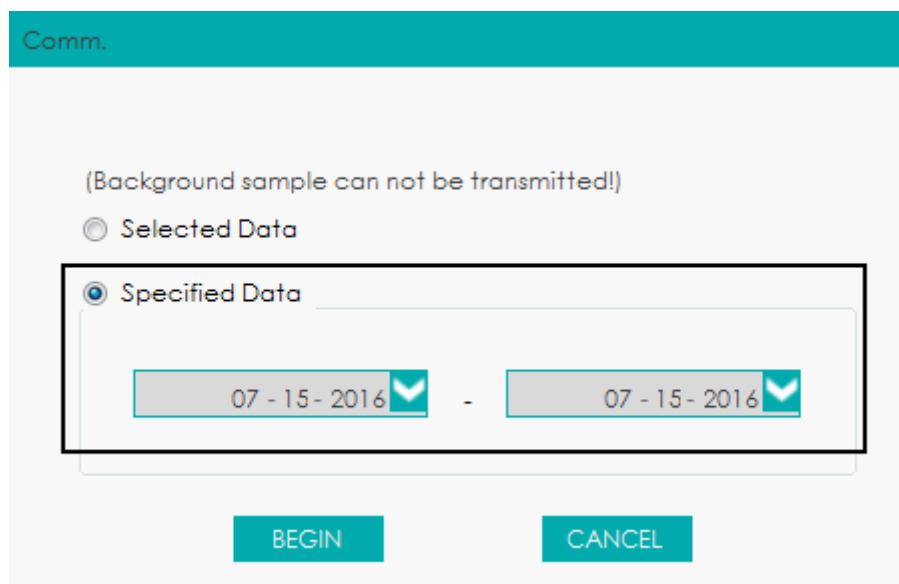 Comm.
(Background sample can not be transmitted!)
Selected Data
Specified Data
07 - 15 - 2016 - 07 - 15 - 2016
BEGIN CANCEL